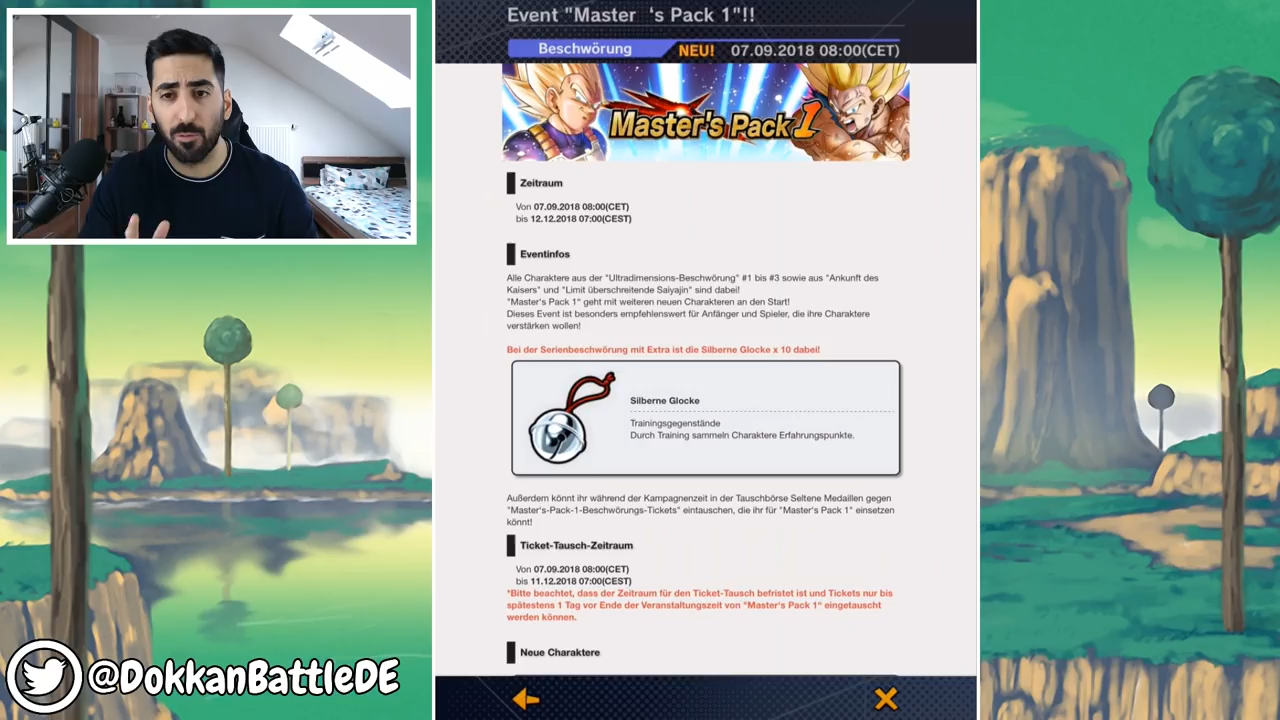 Event "Master ‘s Pack 1"!!
Beschwörung NEU! 07.09.2018 08:00(CET)
Master's Pack 1
Zeitraum
Von 07.09.2018 08:00(CET)
bis 12.12.2018 07:00(CEST)
Eventinfos
Alle Charaktere aus der "Ultradimensions-Beschwörung" #1 bis #3 sowie aus "Ankunft des
Kaisers" und "Limit überschreitende Saiyajin" sind dabei!
"Master's Pack 1" geht mit weiteren neuen Charakteren an den Start!
Dieses Event ist besonders empfehlenswert für Anfänger und Spieler, die ihre Charaktere
verstärken wollen!
Bei der Serienbeschwörung mit Extra ist die Silberne Glocke x 10 dabei!
Silberne Glocke
Trainingsgegenstände
Durch Training sammeln Charaktere Erfahrungspunkte.
Außerdem könnt ihr während der Kampagnenzeit in der Tauschbörse Seltene Medaillen gegen
"Master's-Pack-1-Beschwörungs-Tickets" eintauschen, die ihr für "Master's Pack 1" einsetzen
könnt!
Ticket-Tausch-Zeitraum
Von 07.09.2018 08:00(CET)
bis 11.12.2018 07:00(CEST)
*Bitte beachtet, dass der Zeitraum für den Ticket-Tausch befristet ist und Tickets nur bis
spätestens 1 Tag vor Ende der Veranstaltungszeit von "Master's Pack 1" eingetauscht
werden können.
Neue Charaktere
@DokkanBattleDE